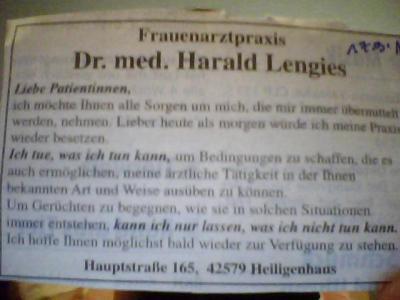 Frauenarztpraxis
Dr. med. Harald Lengies
Liebe Patientinnen,
ich möchte Ihnen alle Sorgen um mich, die mir immer übermittelt
werden, nehmen. Lieber heute als morgen würde ich meine Praxis
wieder besetzen.
Ich tue, was ich tun kann, um Bedingungen zu schaffen, die es
auch ermöglichen, meine ärztliche Tätigkeit in der Ihnen
bekannten Art und Weise ausüben zu können.
Um Gerüchten zu begegnen, wie sie in solchen Situationen
immer entstehen, kann ich nur lassen, was ich nicht tun kann.
Ich hoffe Ihnen möglichst bald wieder zur Verfügung zu stehen.
Hauptstraße 165, 42579 Heiligenhaus